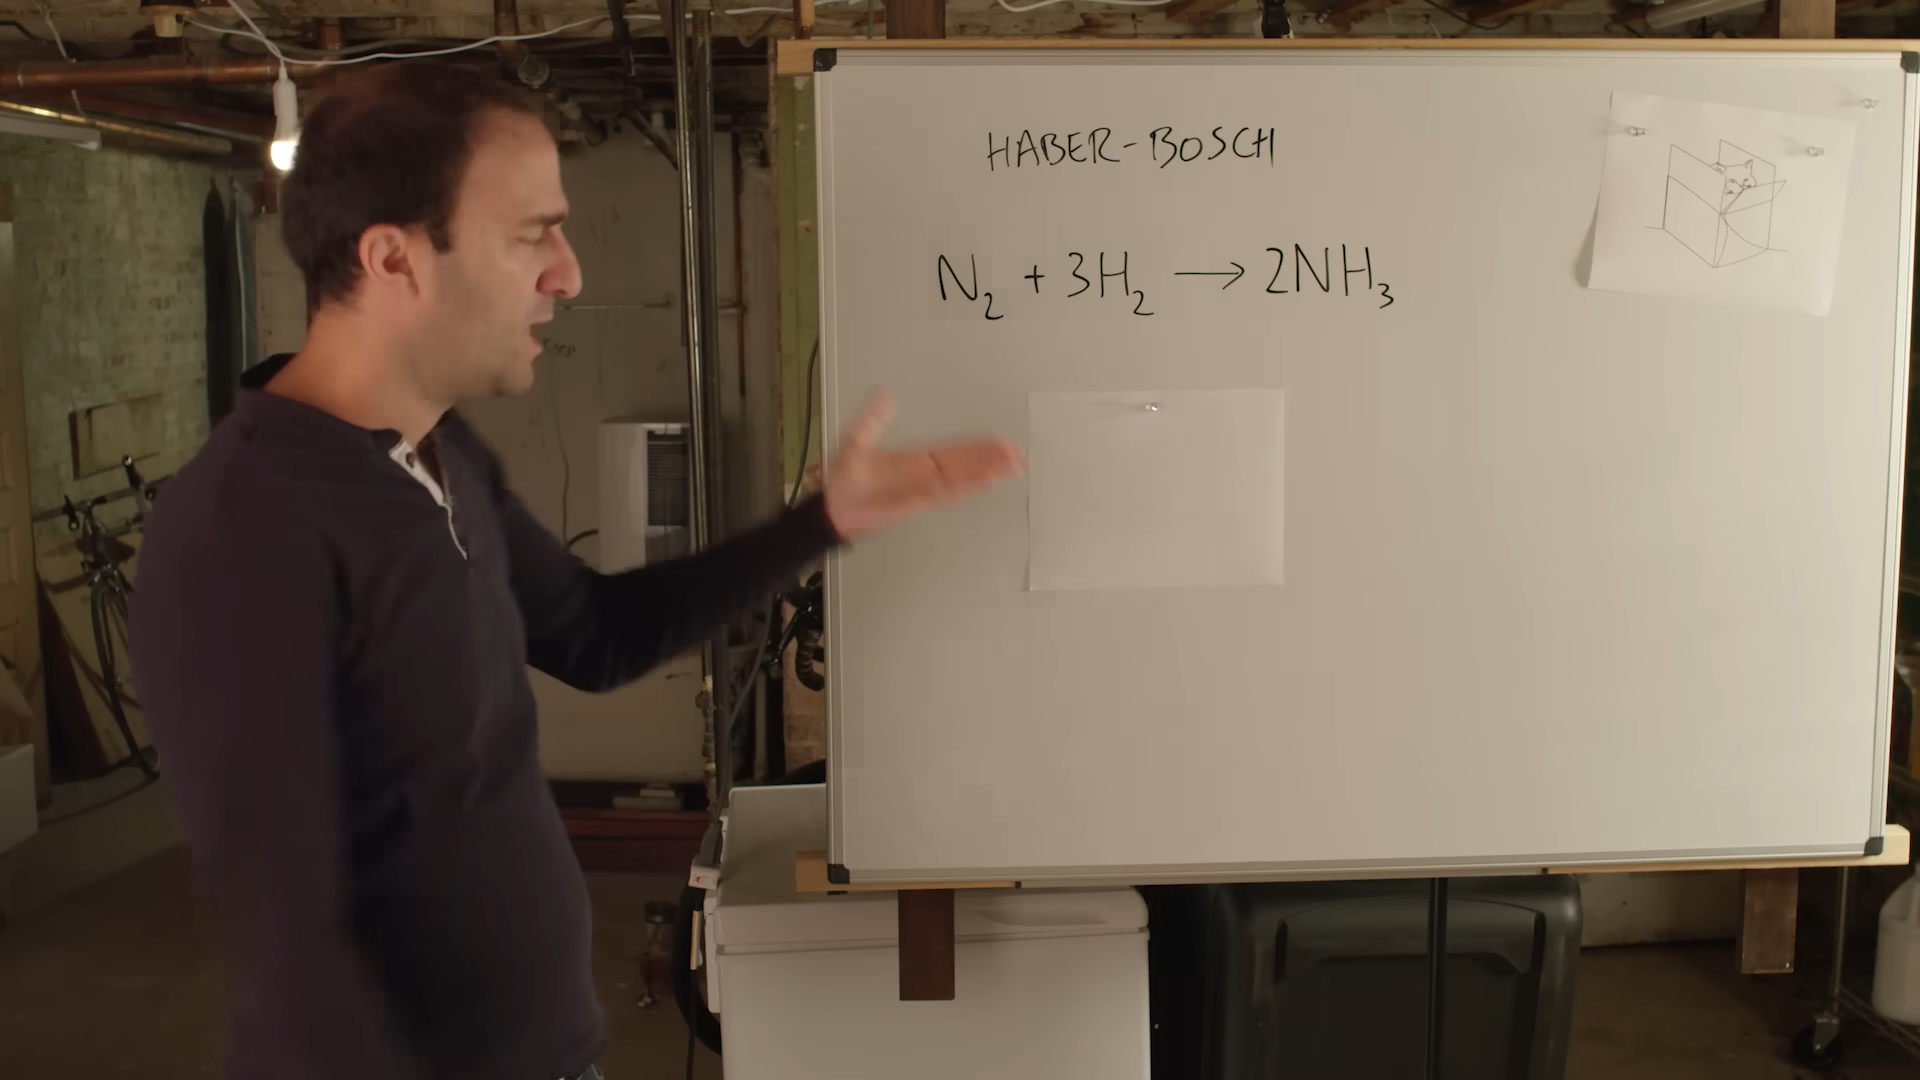 HABER-BOSCH
N₂ + 3H₂ → 2NH₃